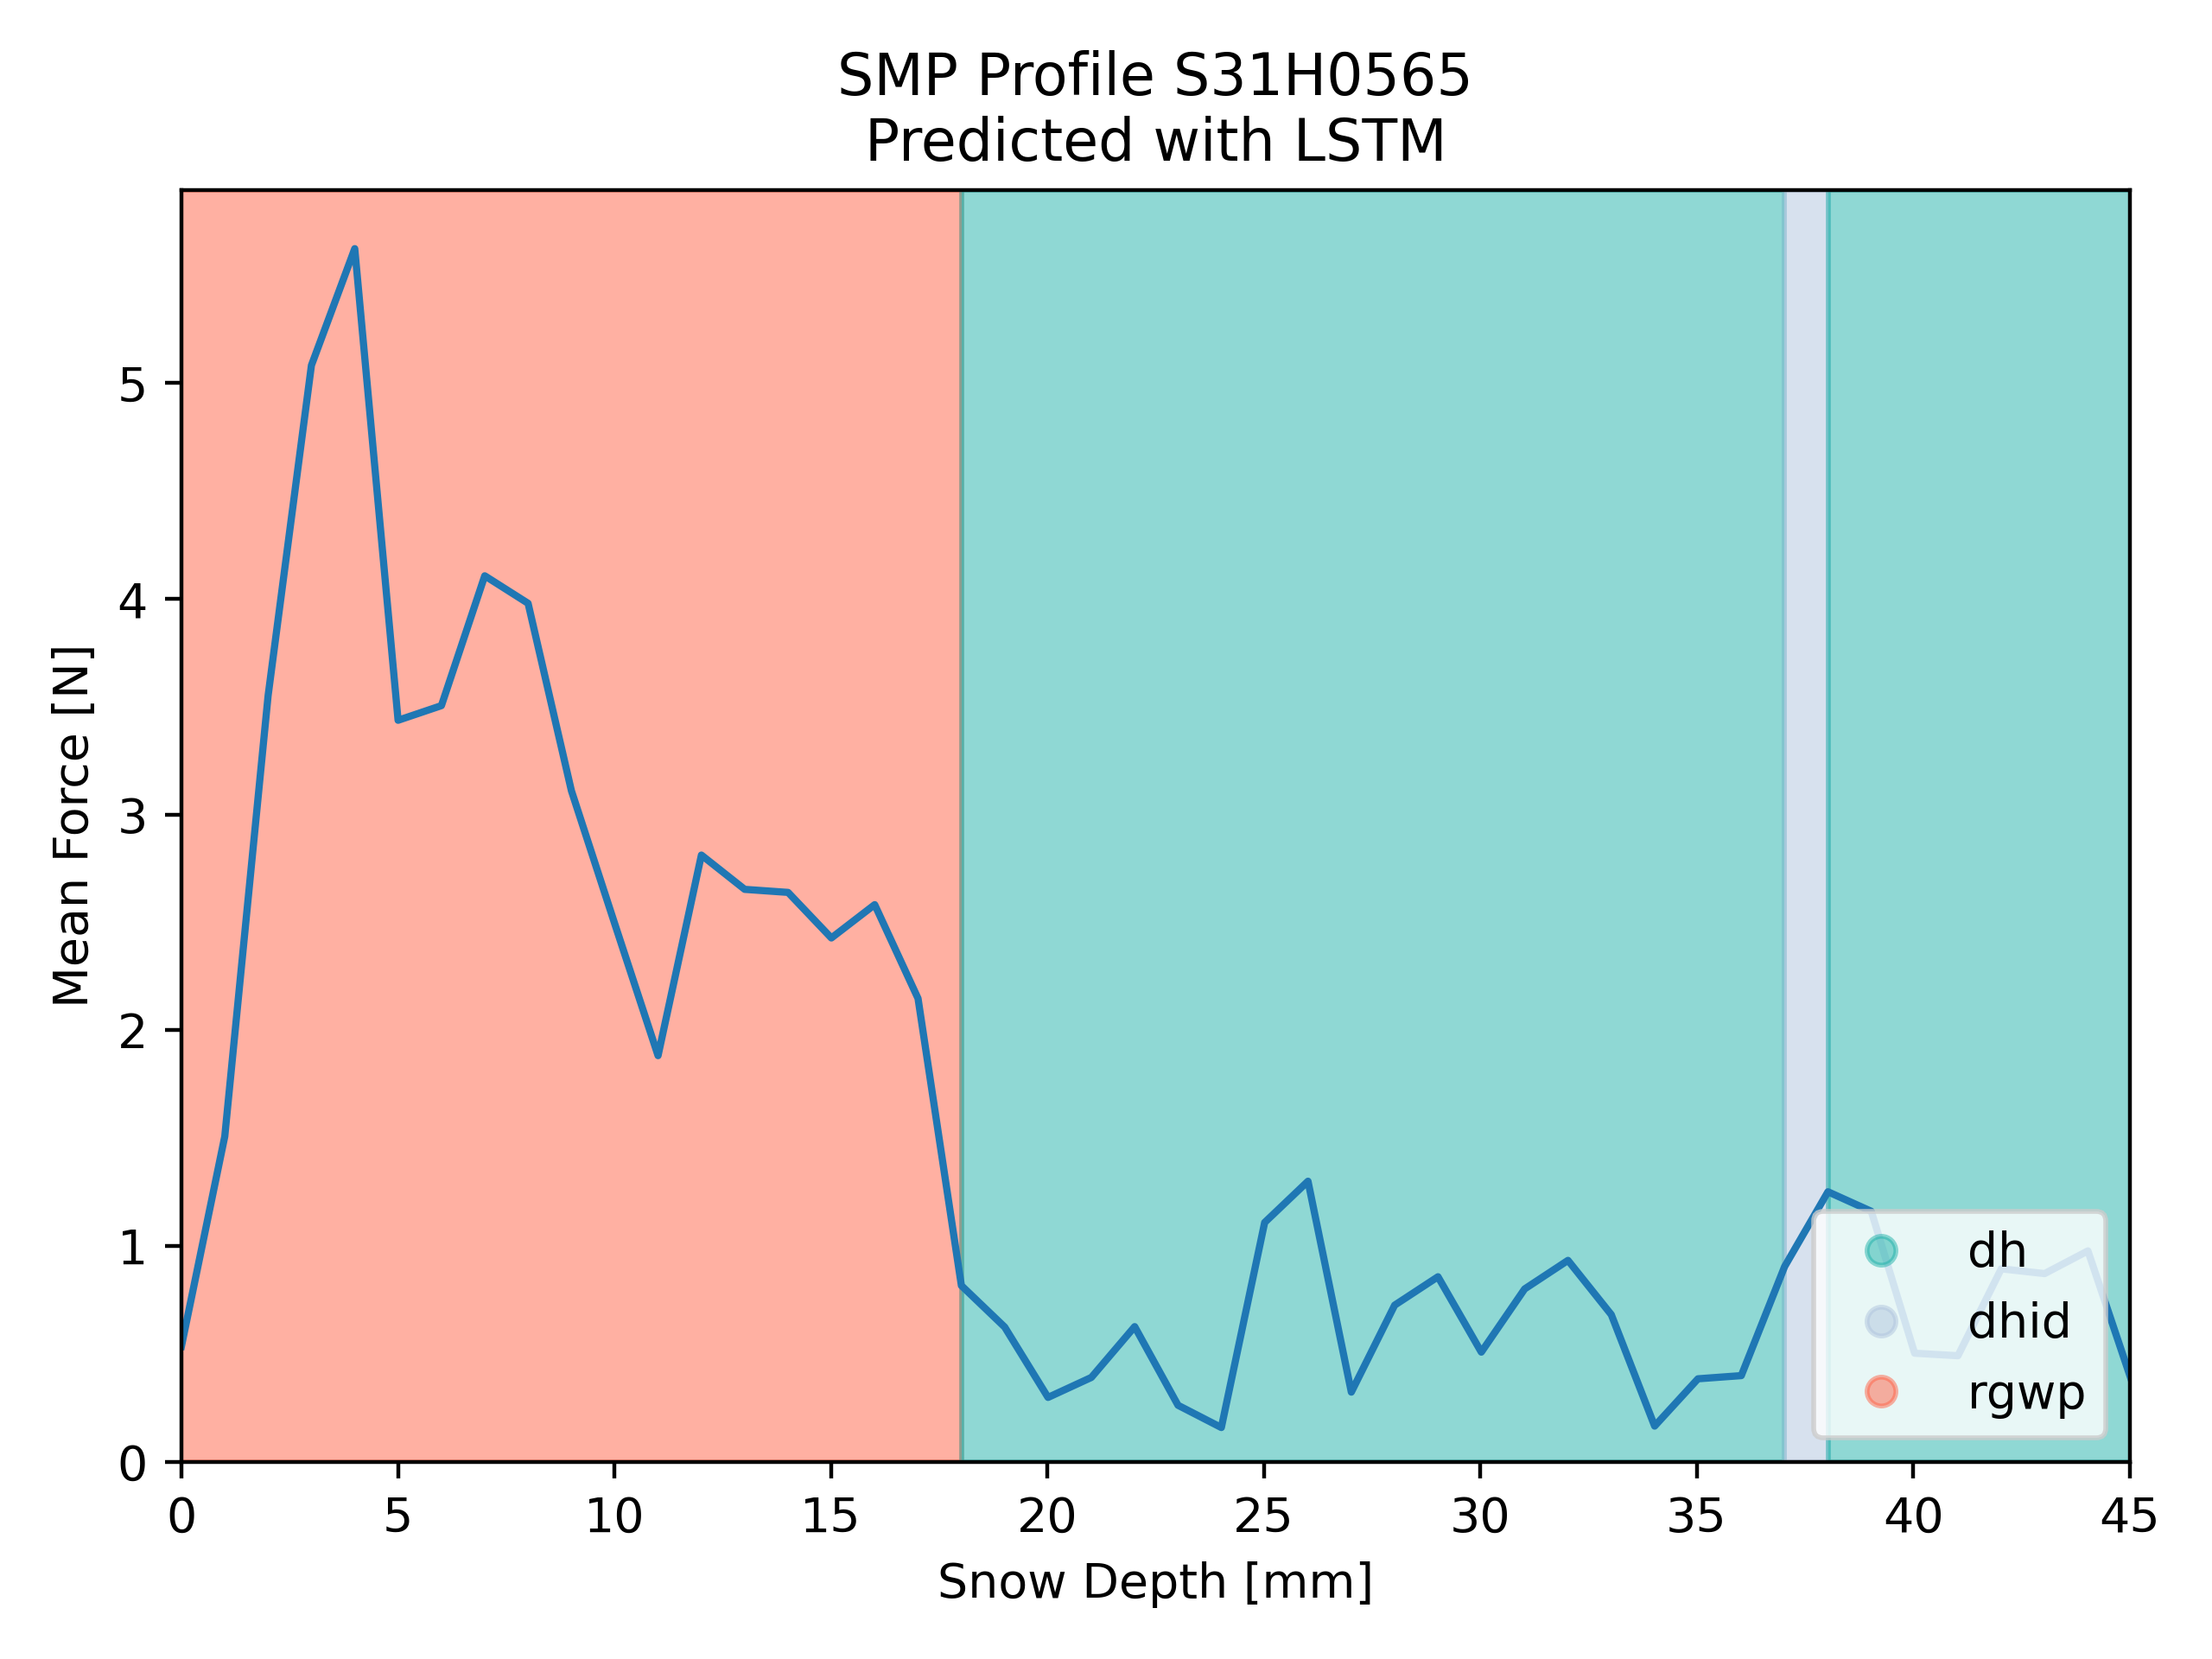 SMP Profile S31H0565
Predicted with LSTM
Mean Force [N]
5
4
3
2
1
0
dh
dhid
rgwp
0 5 10 15 20 25 30 35 40 45
Snow Depth [mm]